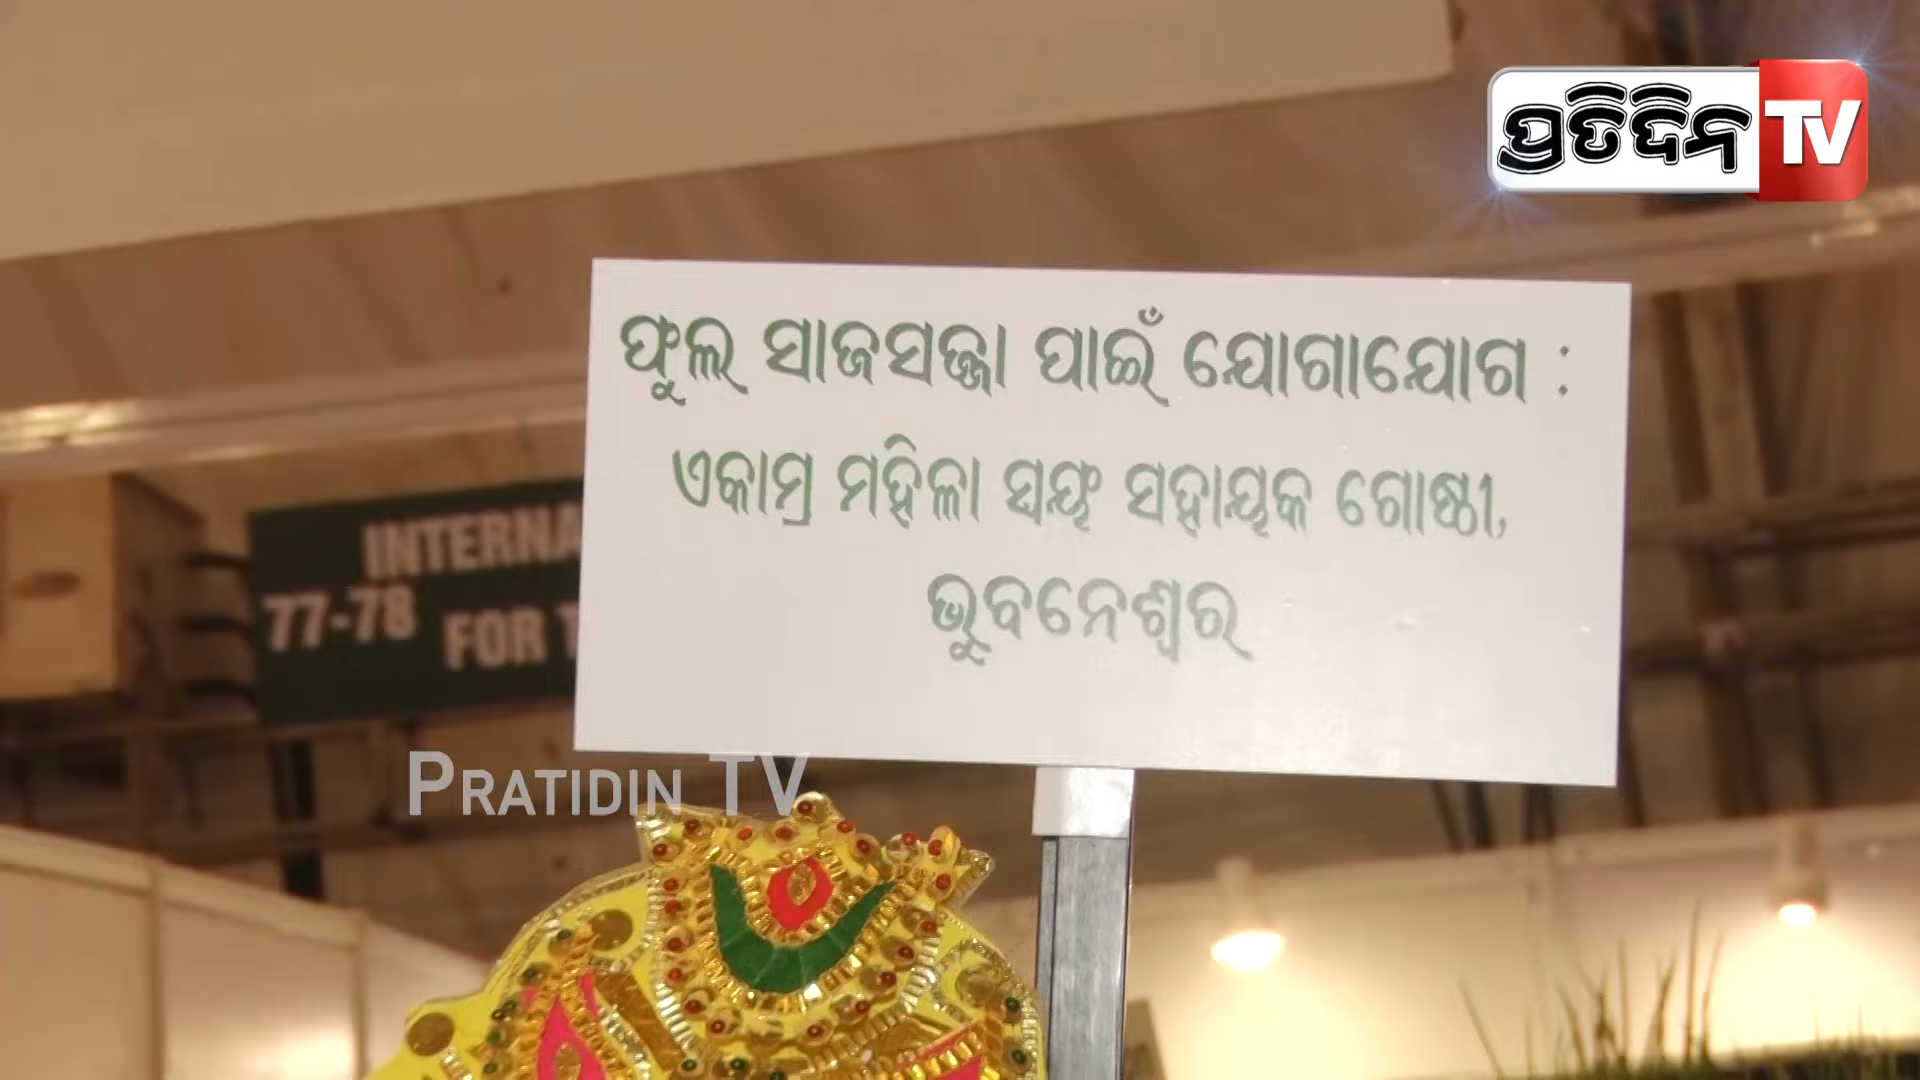 ପ୍ରତିଦିନ TV
ଫୁଲ ସାଜସଜ୍ଜା ପାଇଁ ଯୋଗାଯୋଗ :
ଏକାମ୍ର ମହିଳା ସ୍ୱୟଂ ସହାୟକ ଗୋଷ୍ଠୀ,
ଭୁବନେଶ୍ୱର
INTERNA
77-78
FOR
PRATIDIN TV